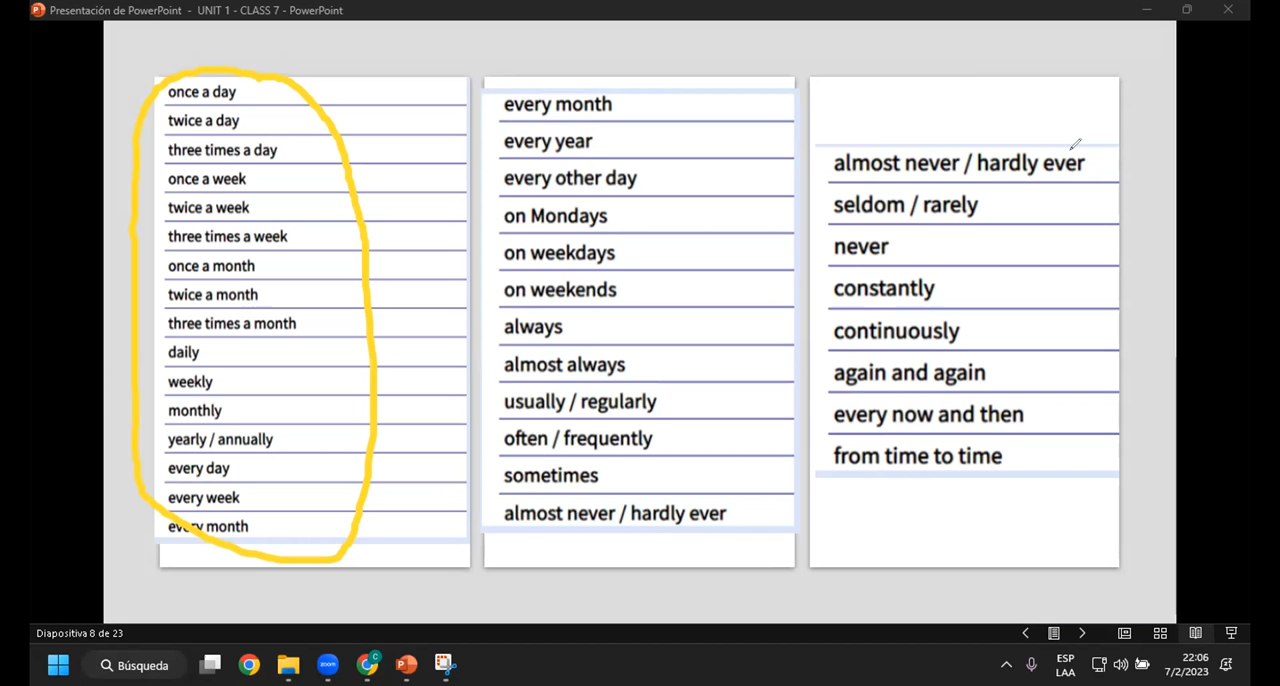 Presentación de PowerPoint - UNIT 1 - CLASS 7 - PowerPoint
once a day
twice a day
three times a day
once a week
twice a week
three times a week
once a month
twice a month
three times a month
daily
weekly
monthly
yearly / annually
every day
every week
every month
every month
every year
every other day
on Mondays
on weekdays
on weekends
always
almost always
usually / regularly
often / frequently
sometimes
almost never / hardly ever
almost never / hardly ever
seldom / rarely
never
constantly
continuously
again and again
every now and then
from time to time
Diapositiva 8 de 23
Búsqueda
zoom
C
P
ESP
LAA
22:06
7/2/2023